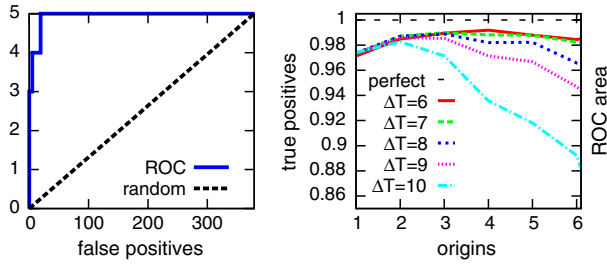 5
4
3
2
1
0
0
100
200
300
false positives
ROC
random
true positives
1
0.98
0.96
0.94
0.92
0.9
0.88
0.86
1
2
3
4
5
6
origins
ROC area
perfect
ΔT=6
ΔT=7
ΔT=8
ΔT=9
ΔT=10